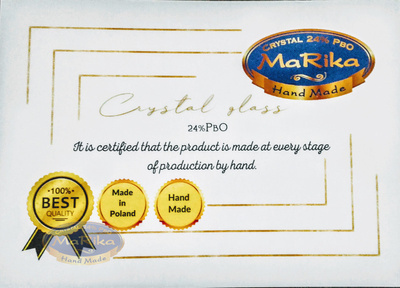 CRYSTAL 24% PBO
MaRika
Hand Made
Crystal glass
24%PbO
It is certified that the product is made at every stage
of production by hand.
100%
BEST
QUALITY
Made
in
Poland
Hand
Made
MaRika
Hand Made